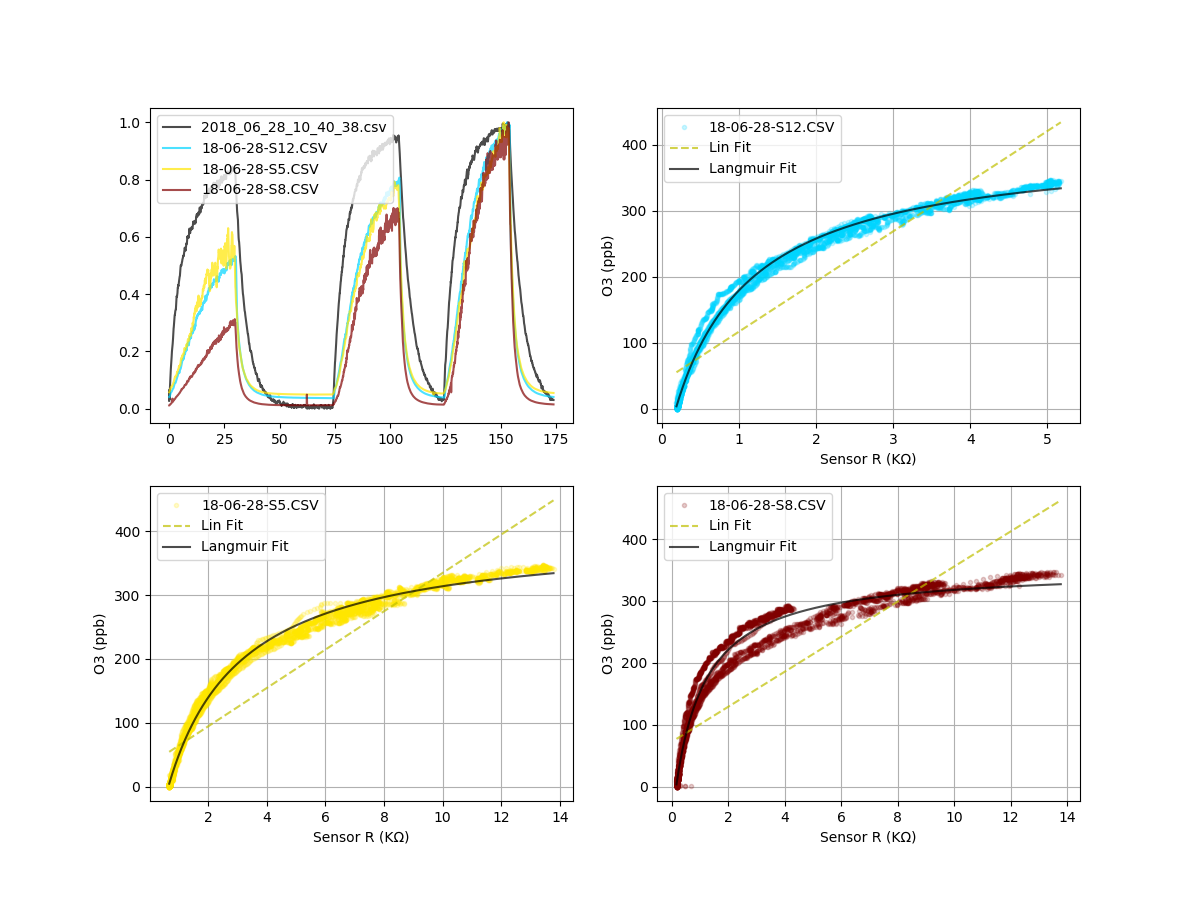 2018_06_28_10_40_38.csv
18-06-28-S12.CSV
18-06-28-S5.CSV
18-06-28-S8.CSV
1.0
0.8
0.6
0.4
0.2
0.0
0 25 50 75 100 125 150 175
18-06-28-S12.CSV
Lin Fit
Langmuir Fit
O3 (ppb)
400
300
200
100
0
0 1 2 3 4 5
Sensor R (KΩ)
18-06-28-S5.CSV
Lin Fit
Langmuir Fit
O3 (ppb)
400
300
200
100
0
2 4 6 8 10 12 14
Sensor R (KΩ)
18-06-28-S8.CSV
Lin Fit
Langmuir Fit
O3 (ppb)
400
300
200
100
0
0 2 4 6 8 10 12 14
Sensor R (KΩ)